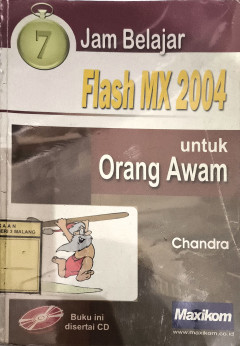 7
Jam Belajar
Flash MX 2004
untuk
Orang Awam
Chandra
MALANG
Buku ini
disertai CD
Maxikom
www.maxikom.co.id